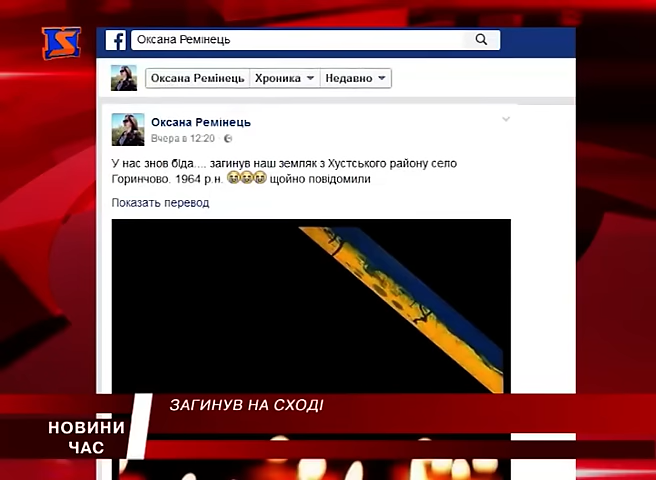 IS
Оксана Ремінець
Оксана Ремінець Хроника Недавно
Оксана Ремінець
Вчера в 12:20
У нас знов біда.... загинув наш земляк з Хустського району село
Горинчово. 1964 р.н. щойно повідомили
Показать перевод
ЗАГИНУВ НА СХОДІ
НОВИНИ
ЧАС